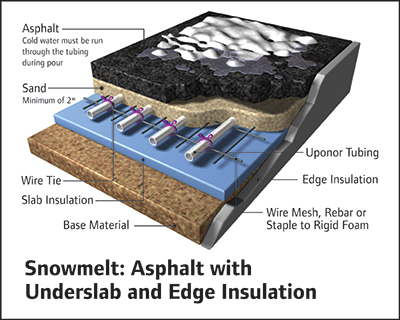 Asphalt
Cold water must be run
through the tubing
during pour
Sand
Minimum of 2"
Uponor Tubing
Wire Tie
Edge Insulation
Slab Insulation
Base Material
Wire Mesh, Rebar or
Staple to Rigid Foam
Snowmelt: Asphalt with
Underslab and Edge Insulation